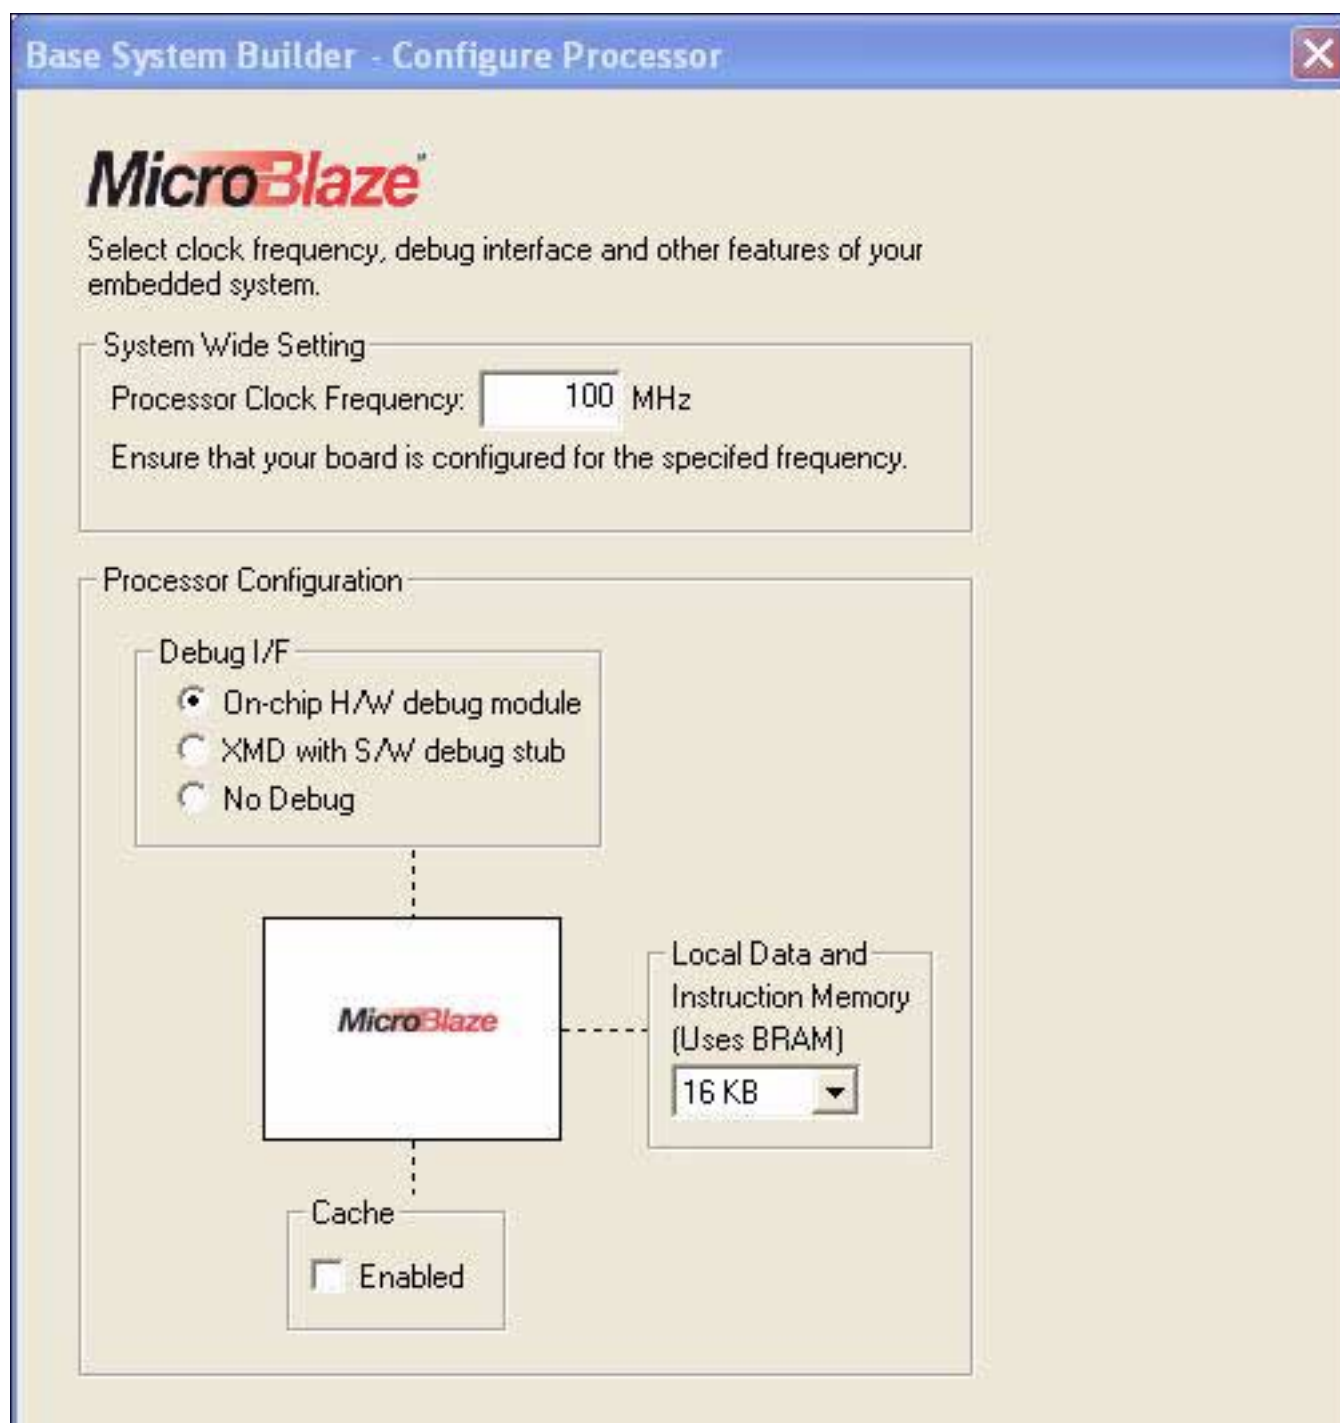 Base System Builder - Configure Processor
MicroBlaze™
Select clock frequency, debug interface and other features of your
embedded system.
System Wide Setting
Processor Clock Frequency: 100 MHz
Ensure that your board is configured for the specifed frequency.
Processor Configuration
Debug I/F
On-chip H/W debug module
XMD with S/W debug stub
No Debug
MicroBlaze
Local Data and
Instruction Memory
(Uses BRAM)
16 KB
Cache
Enabled